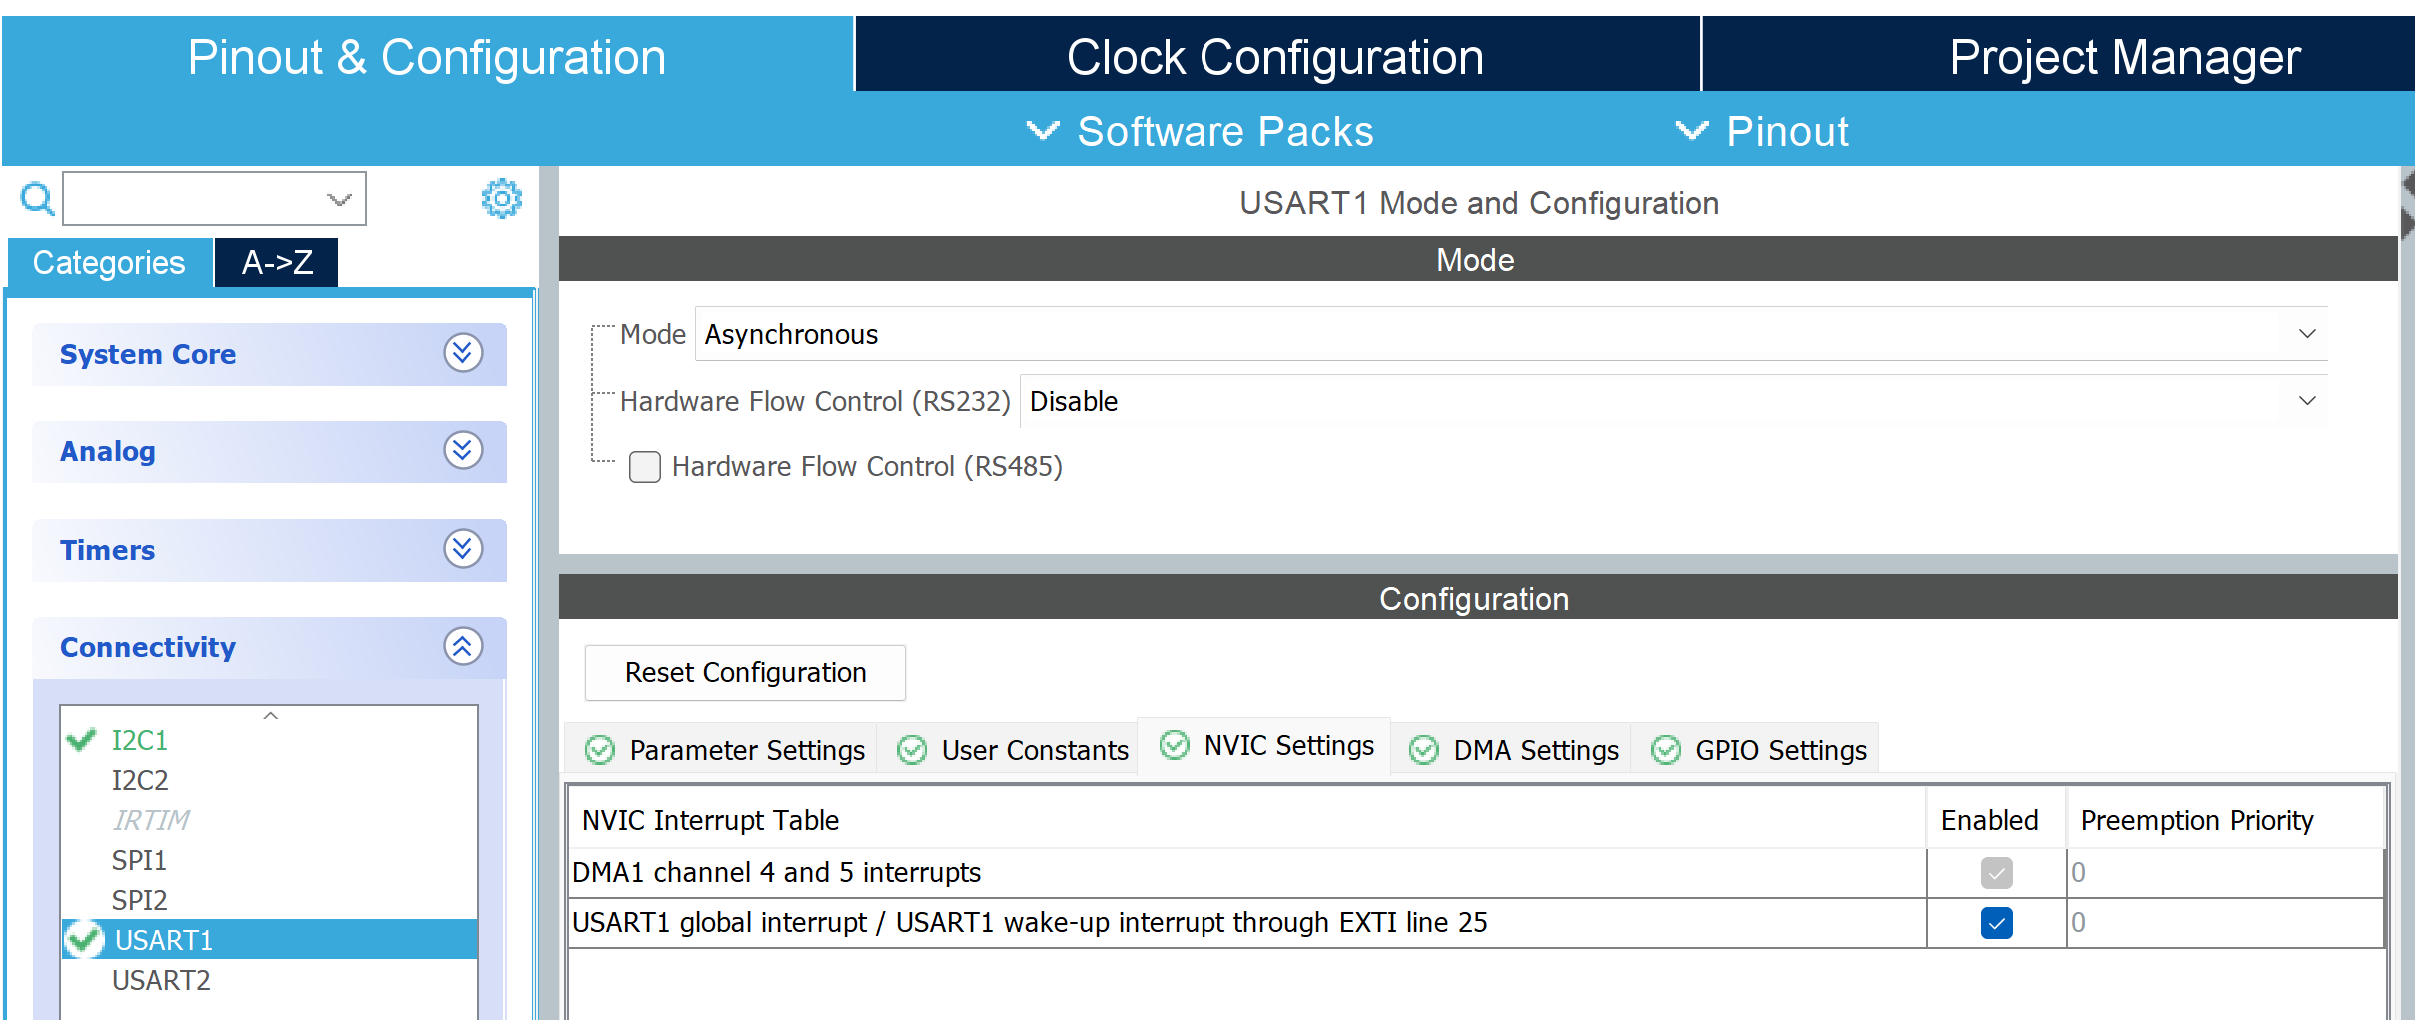 Pinout & Configuration
Clock Configuration
Project Manager
Software Packs
Pinout
Categories
A->Z
System Core
Analog
Timers
Connectivity
I2C1
I2C2
IRTIM
SPI1
SPI2
USART1
USART2
USART1 Mode and Configuration
Mode
Mode Asynchronous
Hardware Flow Control (RS232) Disable
Hardware Flow Control (RS485)
Configuration
Reset Configuration
Parameter Settings
User Constants
NVIC Settings
DMA Settings
GPIO Settings
NVIC Interrupt Table Enabled Preemption Priority
DMA1 channel 4 and 5 interrupts 0
USART1 global interrupt / USART1 wake-up interrupt through EXTI line 25 0